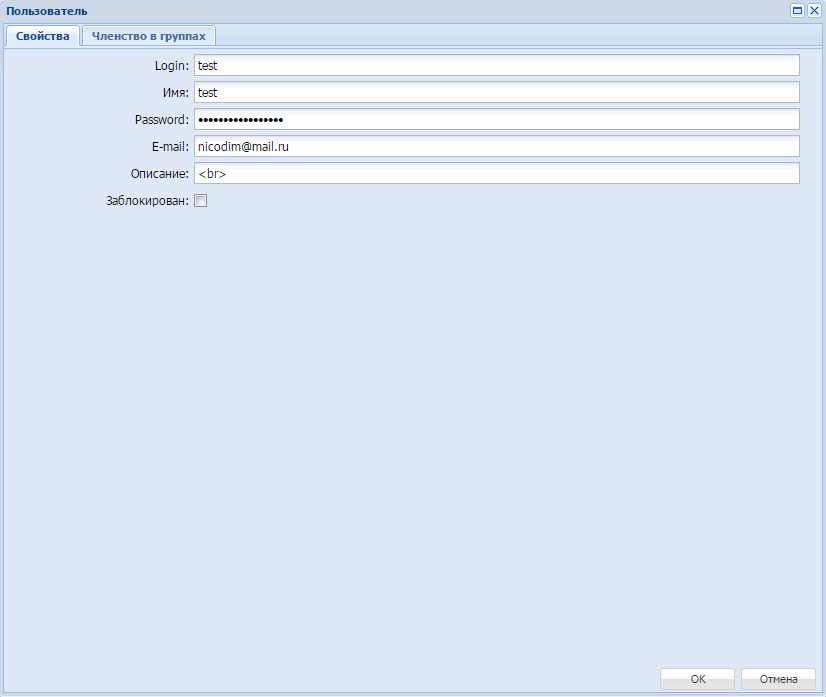 Пользователь
Свойства Членство в группах
Login: test
Имя: test
Password: •••••••••••••••••
E-mail: nicodim@mail.ru
Описание: <br>
Заблокирован:
OK Отмена